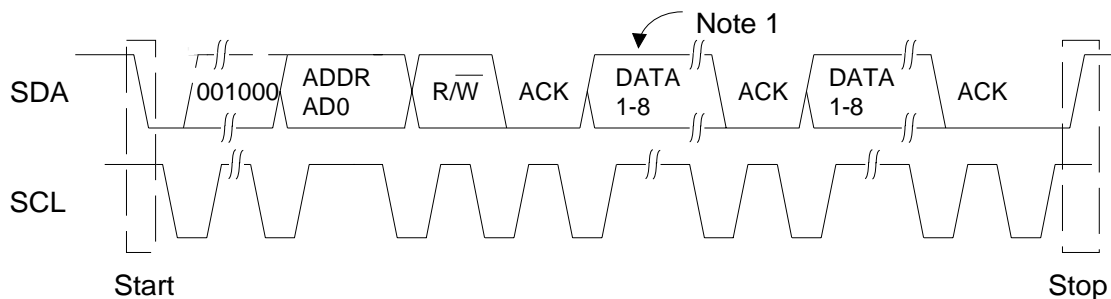 Note 1
SDA
001000
ADDR
AD0
R/W
ACK
DATA
1-8
ACK
DATA
1-8
ACK
SCL
Start
Stop